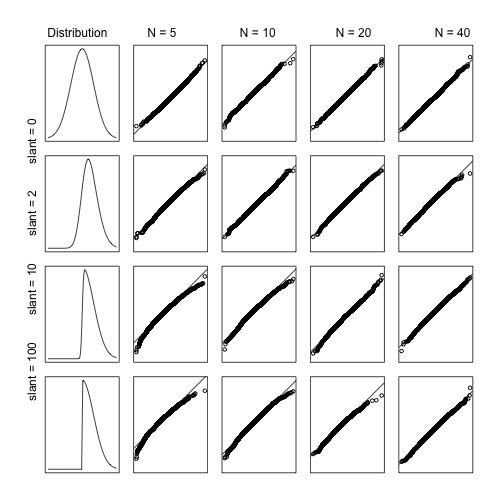 Distribution
N = 5
N = 10
N = 20
N = 40
slant = 0
slant = 2
slant = 10
slant = 100